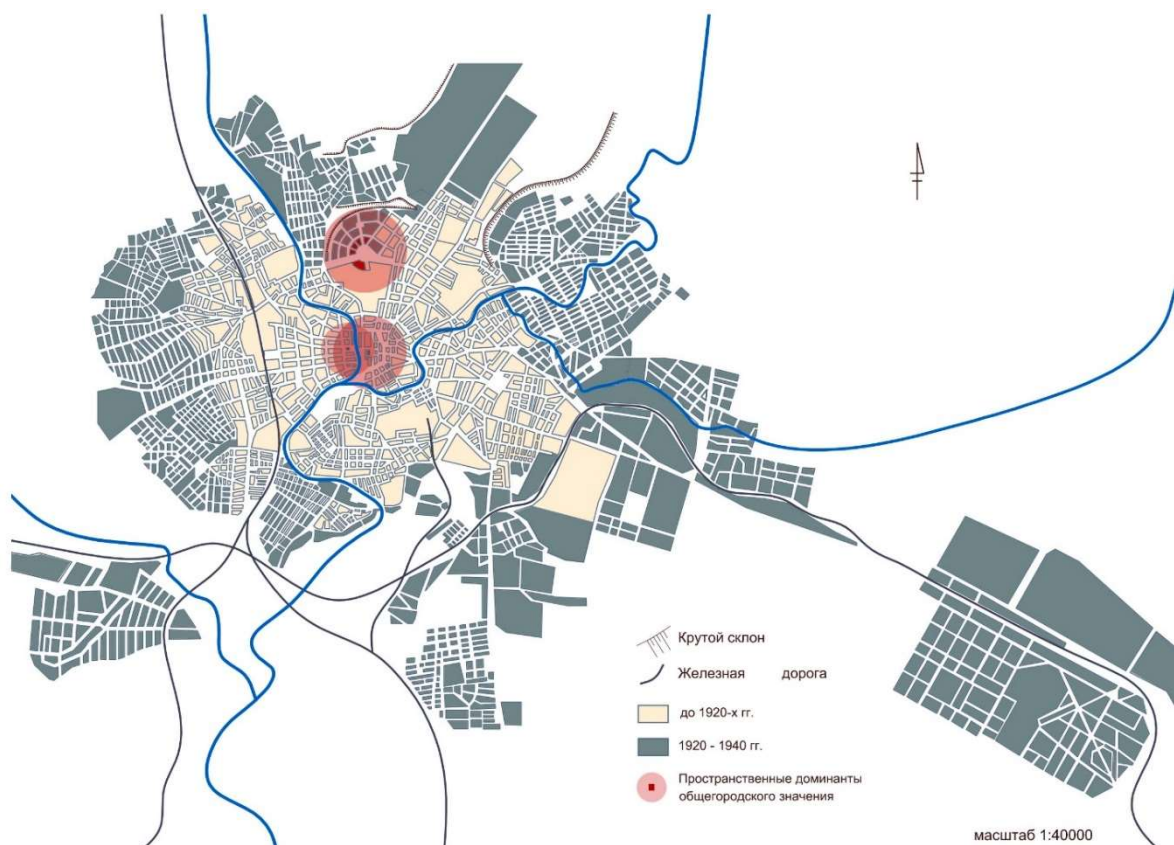 Крутой склон
Железная дорога
до 1920-х гг.
1920 - 1940 гг.
Пространственные доминанты
общегородского значения
масштаб 1:40000